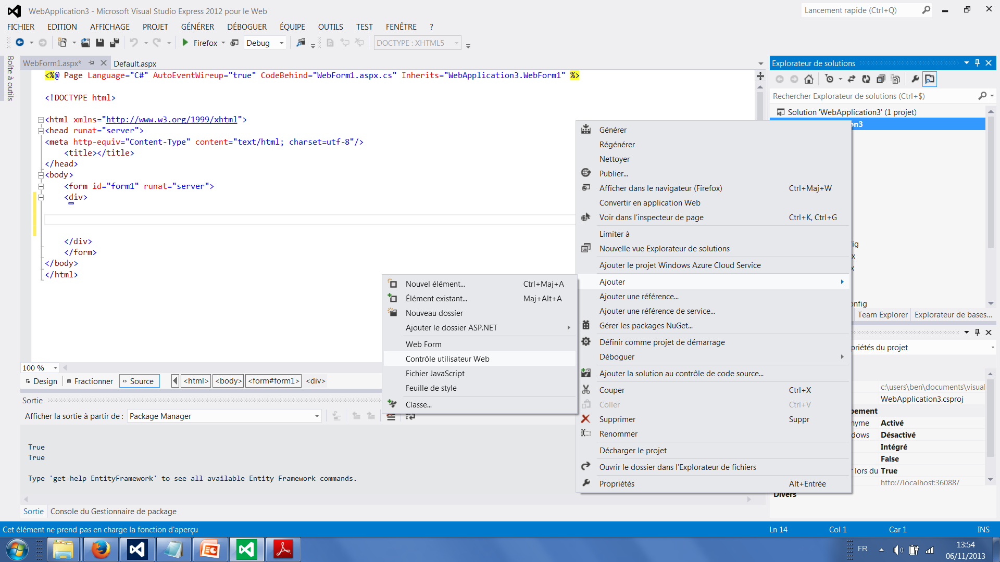 WebApplication3 - Microsoft Visual Studio Express 2012 pour le Web
Lancement rapide (Ctrl+Q)
FICHIER EDITION AFFICHAGE PROJET GÉNÉRER DÉBOGUER ÉQUIPE OUTILS TEST FENÊTRE ?
Firefox Debug DOCTYPE : XHTML5
Boîte à outils
WebForm1.aspx* Default.aspx
<%@ Page Language="C#" AutoEventWireup="true" CodeBehind="WebForm1.aspx.cs" Inherits="WebApplication3.WebForm1" %>
<!DOCTYPE html>
<html xmlns="http://www.w3.org/1999/xhtml">
<head runat="server">
<meta http-equiv="Content-Type" content="text/html; charset=utf-8"/>
<title></title>
</head>
<body>
<form id="form1" runat="server">
<div>
</div>
</form>
</body>
</html>
100 %
Design Fractionner Source <html> <body> <form#form1> <div>
Sortie
Afficher la sortie à partir de : Package Manager
True
True
Type 'get-help EntityFramework' to see all available Entity Framework commands.
Sortie Console du Gestionnaire de package
Nouvel élément... Ctrl+Maj+A
Élément existant... Maj+Alt+A
Nouveau dossier
Ajouter le dossier ASP.NET
Web Form
Contrôle utilisateur Web
Fichier JavaScript
Feuille de style
Classe...
Générer
Régénérer
Nettoyer
Publier...
Afficher dans le navigateur (Firefox) Ctrl+Maj+W
Convertir en application Web
Voir dans l'inspecteur de page Ctrl+K, Ctrl+G
Limiter à
Nouvelle vue Explorateur de solutions
Ajouter le projet Windows Azure Cloud Service
Ajouter
Ajouter une référence...
Ajouter une référence de service...
Gérer les packages NuGet...
Définir comme projet de démarrage
Déboguer
Ajouter la solution au contrôle de code source...
Couper Ctrl+X
Coller Ctrl+V
Supprimer Suppr
Renommer
Décharger le projet
Ouvrir le dossier dans l'Explorateur de fichiers
Propriétés Alt+Entrée
Explorateur de solutions
Rechercher Explorateur de solutions (Ctrl+$)
Solution 'WebApplication3' (1 projet)
on3
ig
x
x
nfig
Team Explorer Explorateur de bases...
priétés du projet
c:\users\ben\documents\visual
WebApplication3.csproj
pement
nyme Activé
dows Désactivé
Intégré
False
lors du True
http://localhost:36088/
Divers
Cet élément ne prend pas en charge la fonction d'aperçu
Ln 14 Col 1 Car 1 INS
FR
13:54
06/11/2013